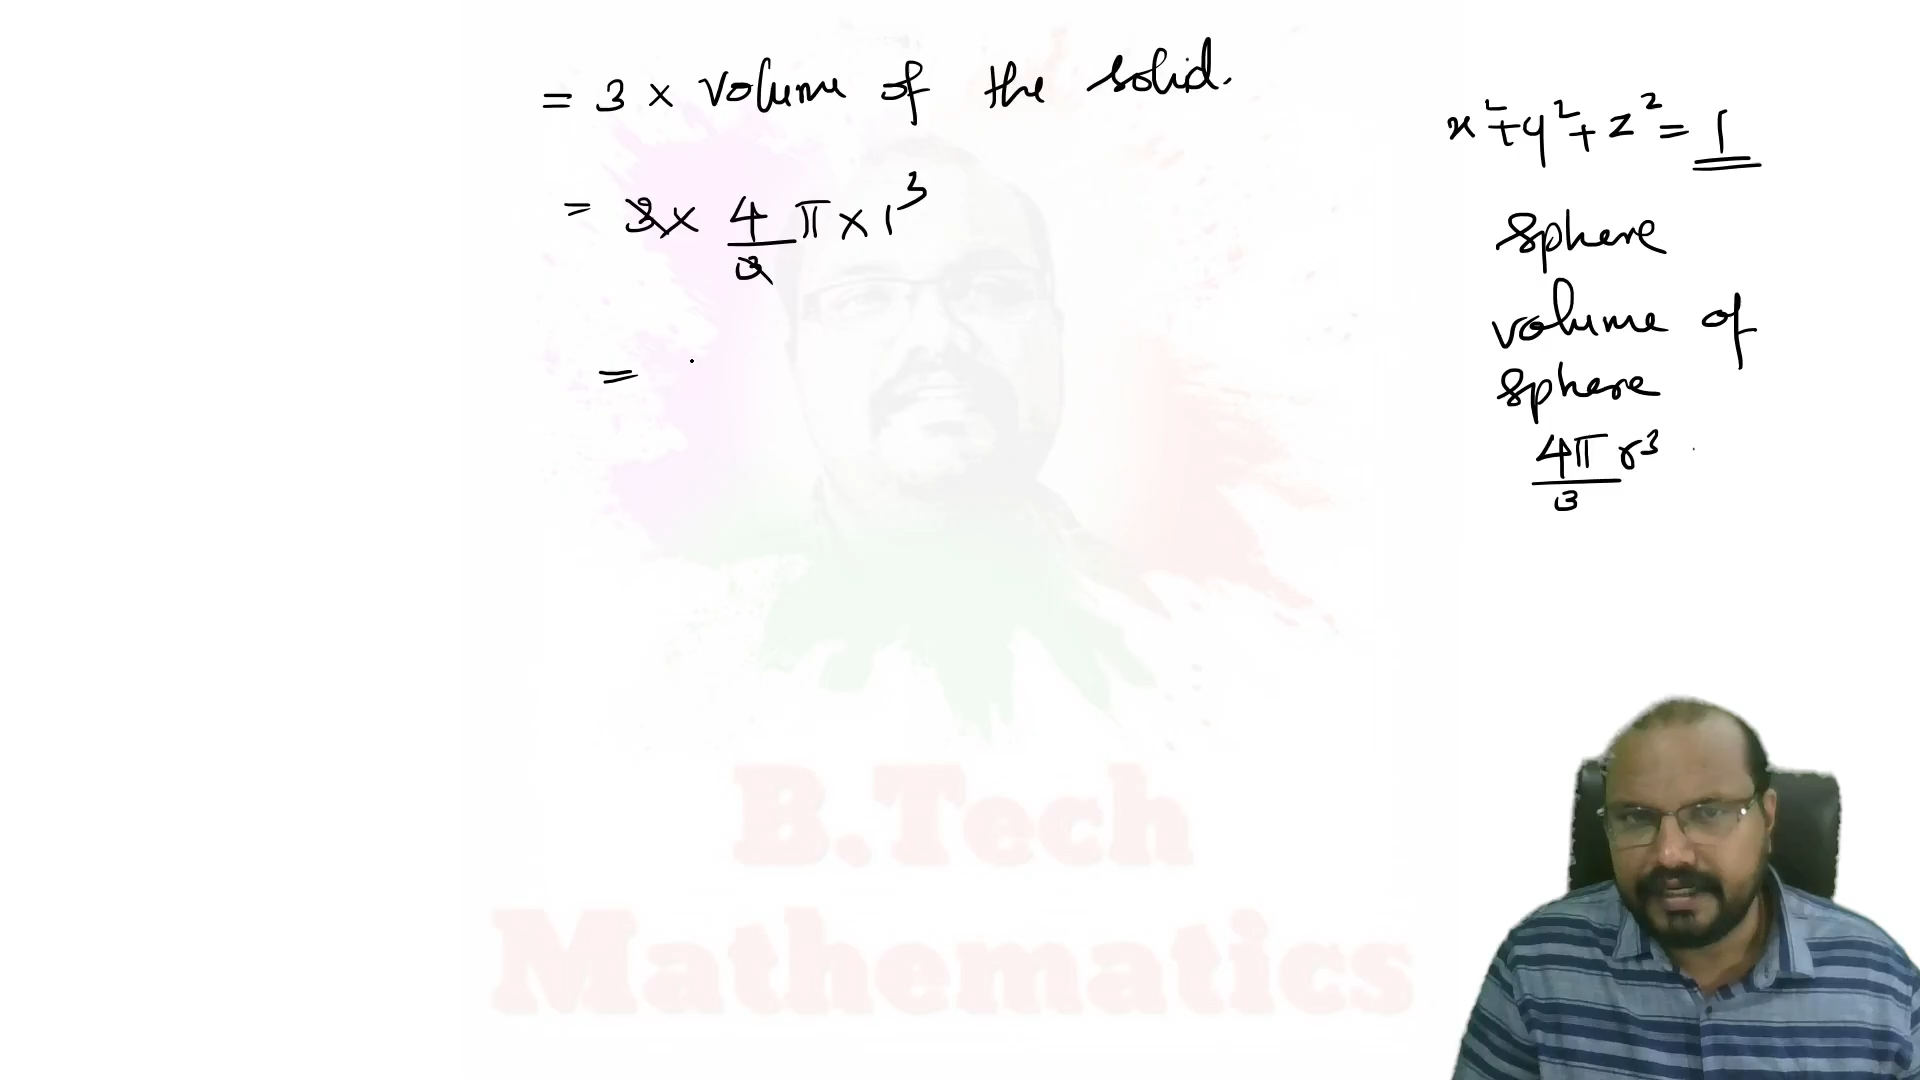 = 3 × volume of the solid.
= 3 × 4/3 π × 1³
=
x² + y² + z² = 1
sphere
volume of
sphere
4π/3 r³
B.Tech
Mathematics